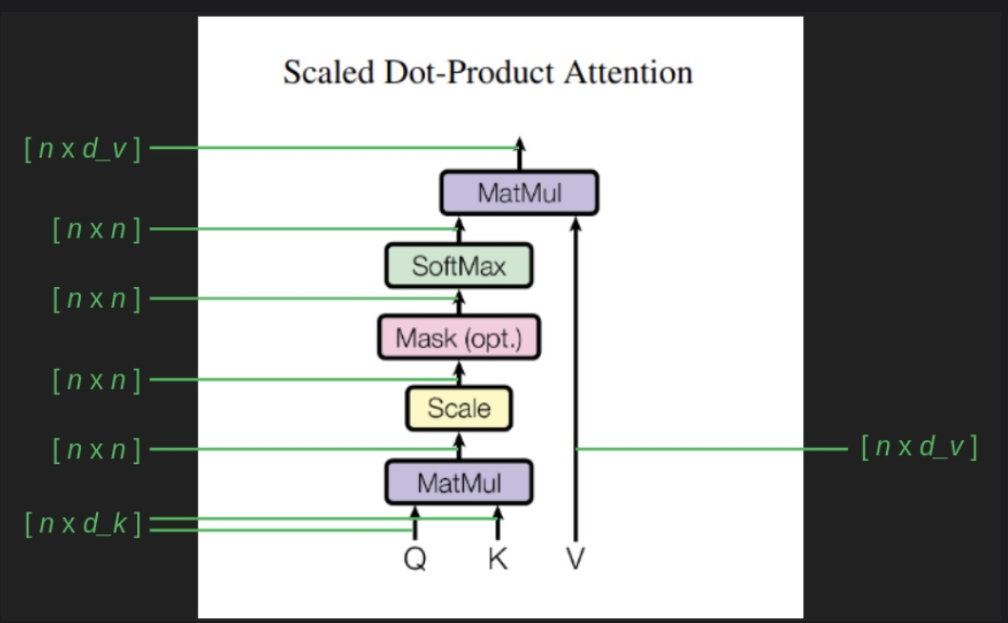 Scaled Dot-Product Attention
[ n x d_v ]
MatMul
[ n x n ]
SoftMax
[ n x n ]
Mask (opt.)
[ n x n ]
Scale
[ n x n ]
[ n x d_v ]
MatMul
[ n x d_k ]
Q K V